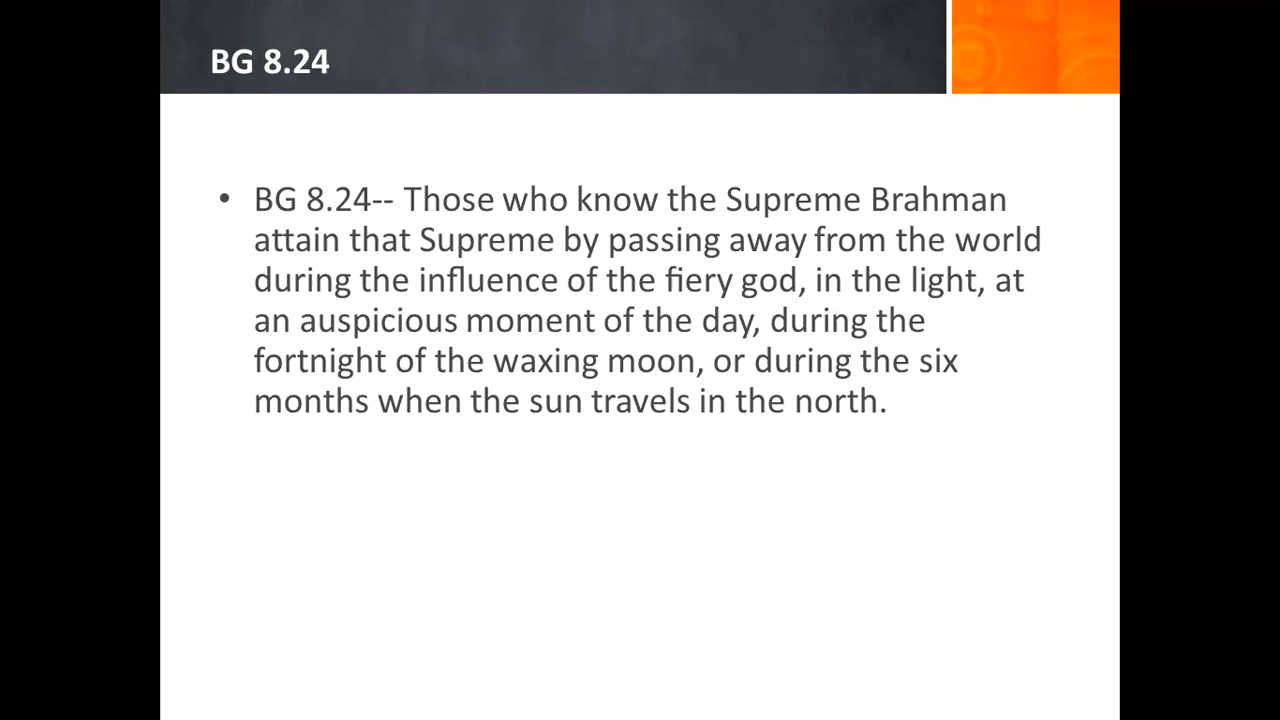 BG 8.24
• BG 8.24-- Those who know the Supreme Brahman
attain that Supreme by passing away from the world
during the influence of the fiery god, in the light, at
an auspicious moment of the day, during the
fortnight of the waxing moon, or during the six
months when the sun travels in the north.